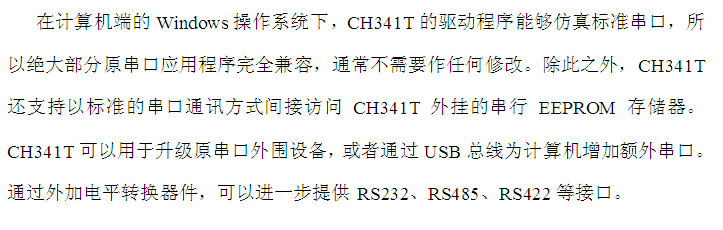 在计算机端的 Windows 操作系统下，CH341T 的驱动程序能够仿真标准串口，所
以绝大部分原串口应用程序完全兼容，通常不需要作任何修改。除此之外，CH341T
还支持以标准的串口通讯方式间接访问 CH341T 外挂的串行 EEPROM 存储器。
CH341T 可以用于升级原串口外围设备，或者通过 USB 总线为计算机增加额外串口。
通过外加电平转换器件，可以进一步提供 RS232、RS485、RS422 等接口。